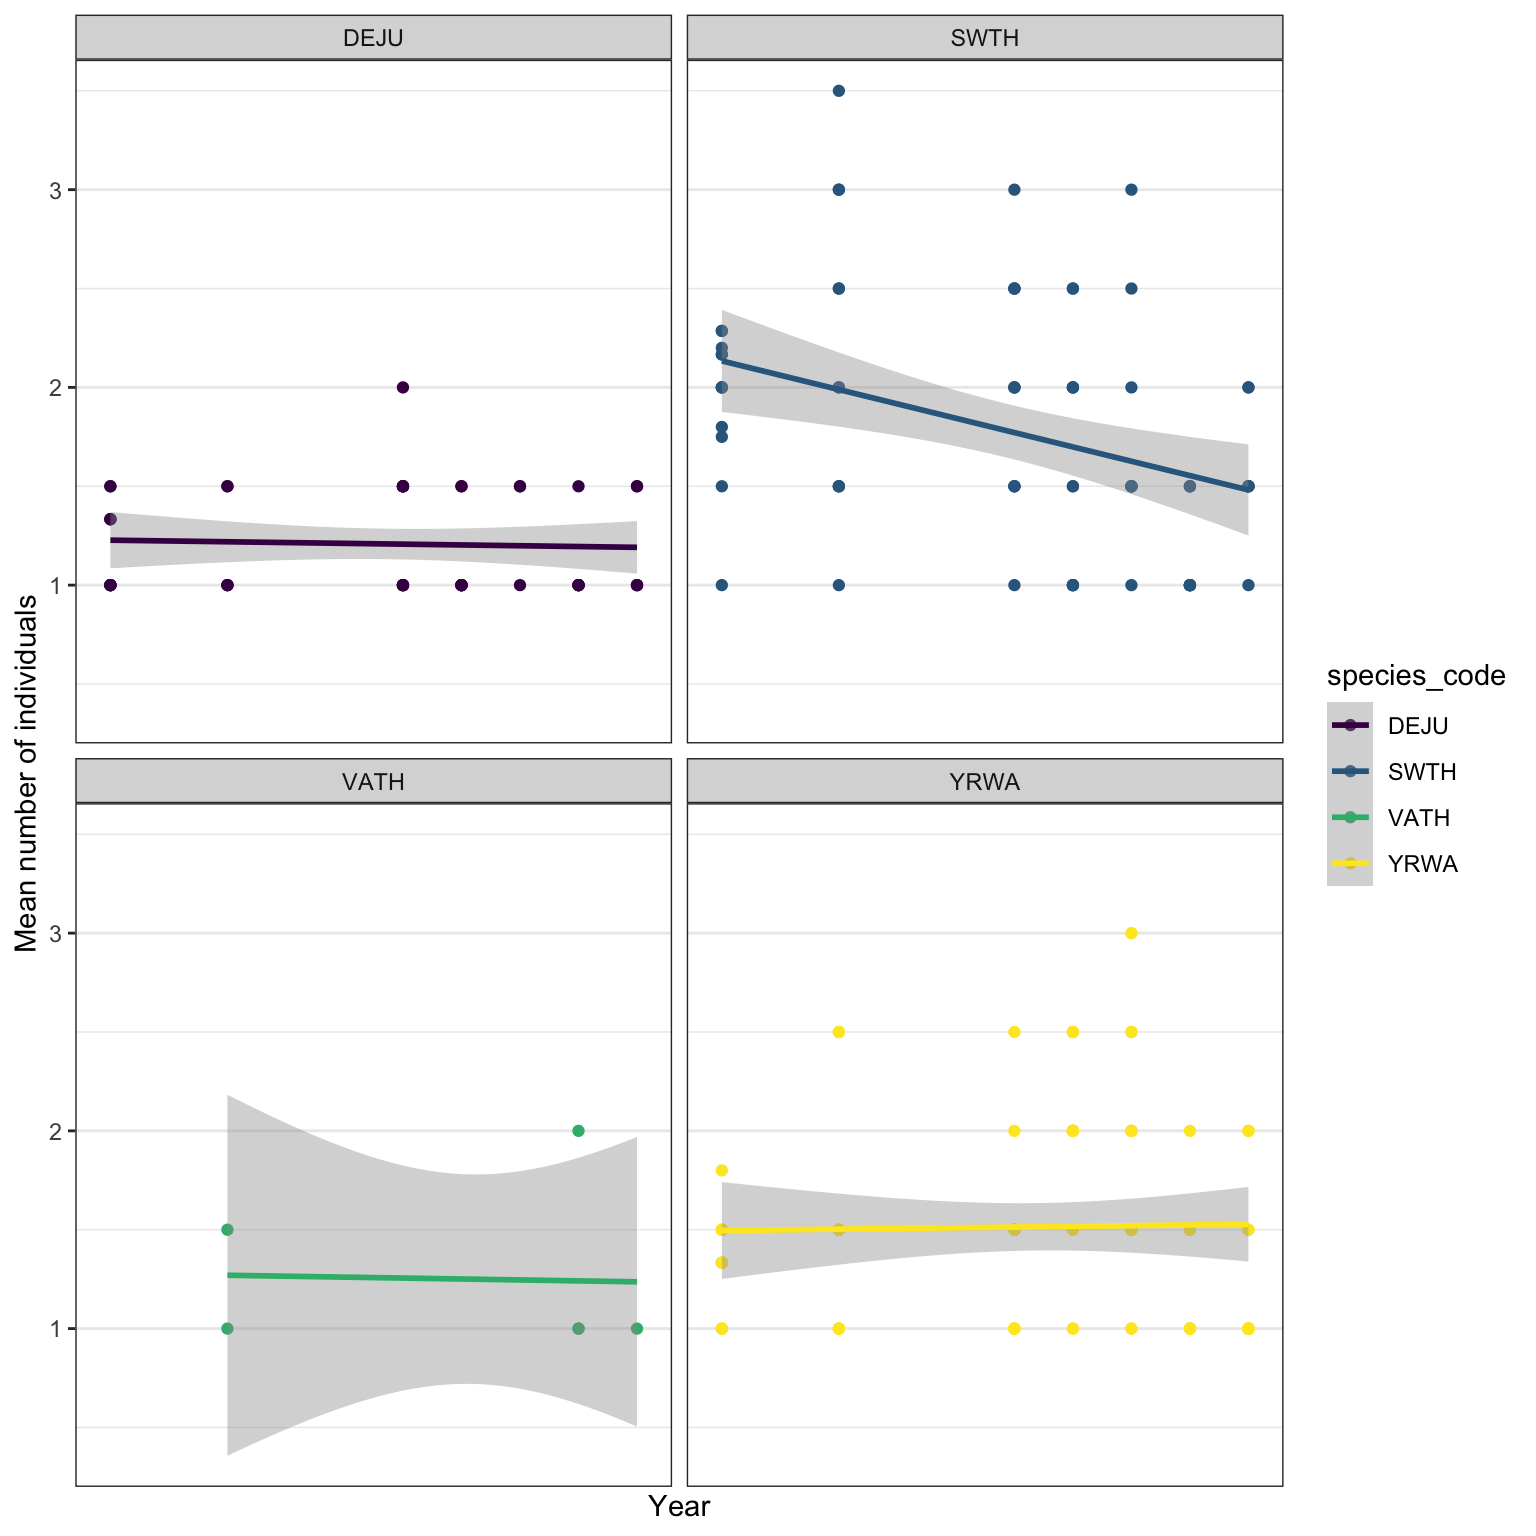 DEJU
SWTH
3
2
1
VATH
YRWA
3
2
1
Mean number of individuals
Year
species_code
DEJU
SWTH
VATH
YRWA